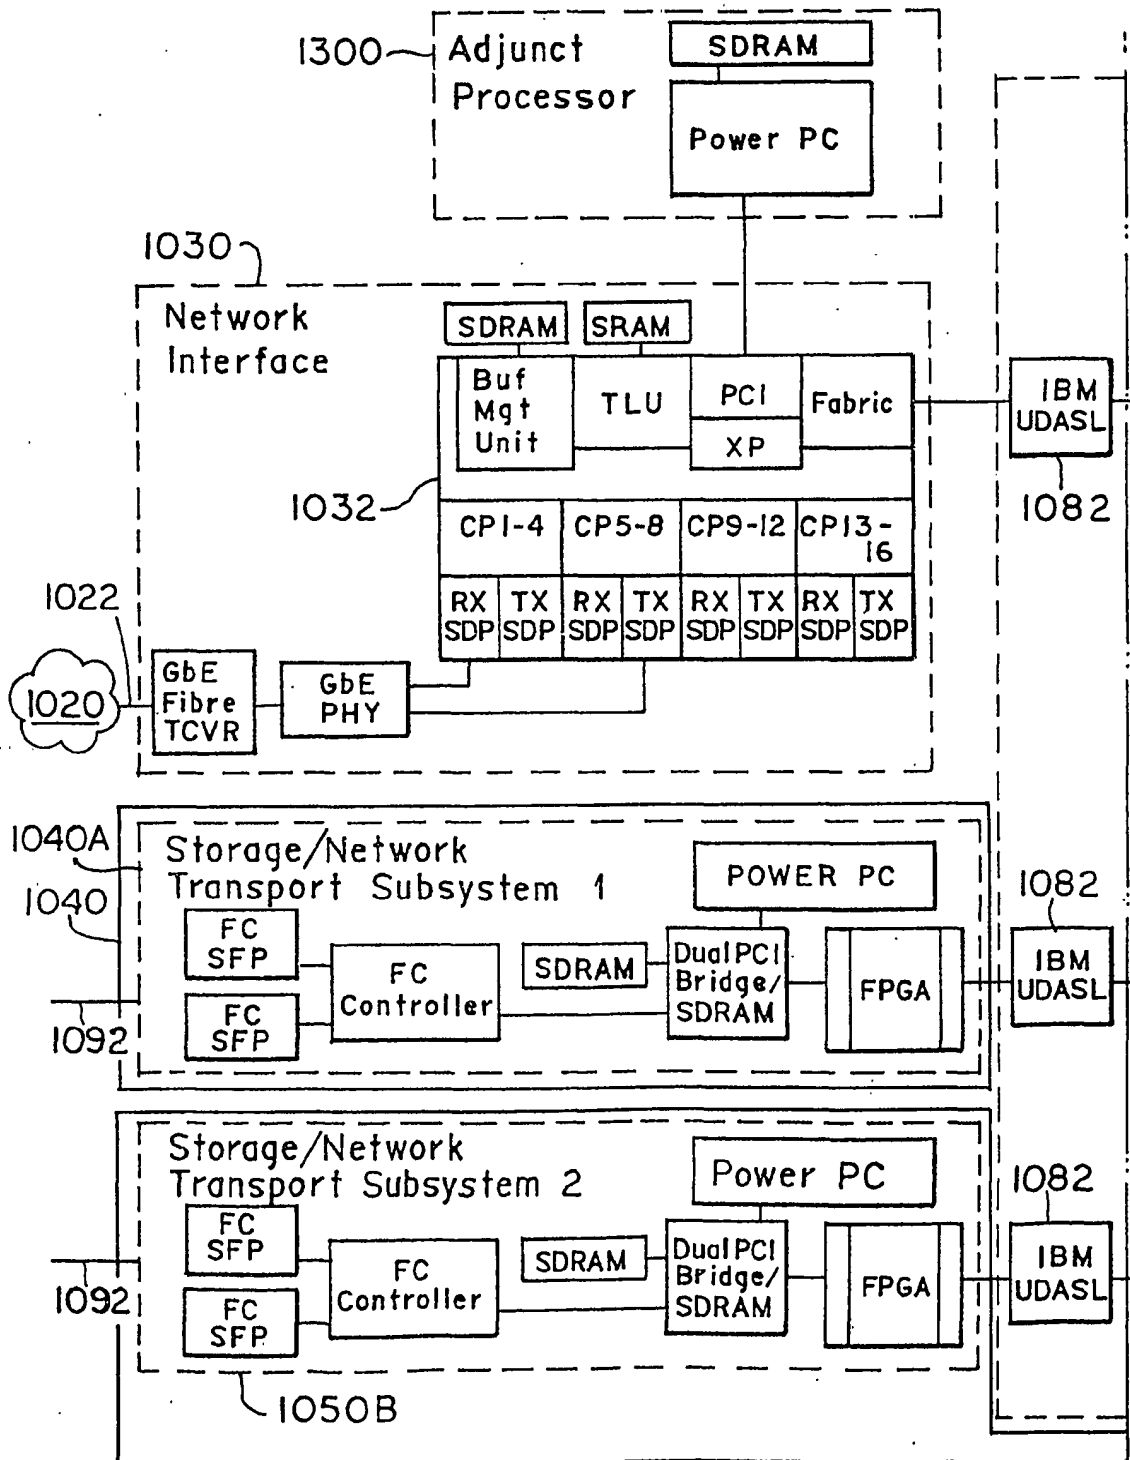 1300
Adjunct
Processor
SDRAM
Power PC
1030
Network
Interface
SDRAM
SRAM
Buf
Mgt
Unit
TLU
PCI
XP
Fabric
IBM
UDASL
1082
1032
CP1-4
CP5-8
CP9-12
CP13-
16
RX
SDP
TX
SDP
RX
SDP
TX
SDP
RX
SDP
TX
SDP
RX
SDP
TX
SDP
1022
1020
GbE
Fibre
TCVR
GbE
PHY
1040A
1040
Storage/Network
Transport Subsystem 1
POWER PC
1082
FC
SFP
FC
SFP
FC
Controller
SDRAM
Dual PCI
Bridge/
SDRAM
FPGA
IBM
UDASL
1092
Storage/Network
Transport Subsystem 2
Power PC
1082
FC
SFP
FC
SFP
FC
Controller
SDRAM
Dual PCI
Bridge/
SDRAM
FPGA
IBM
UDASL
1092
1050B